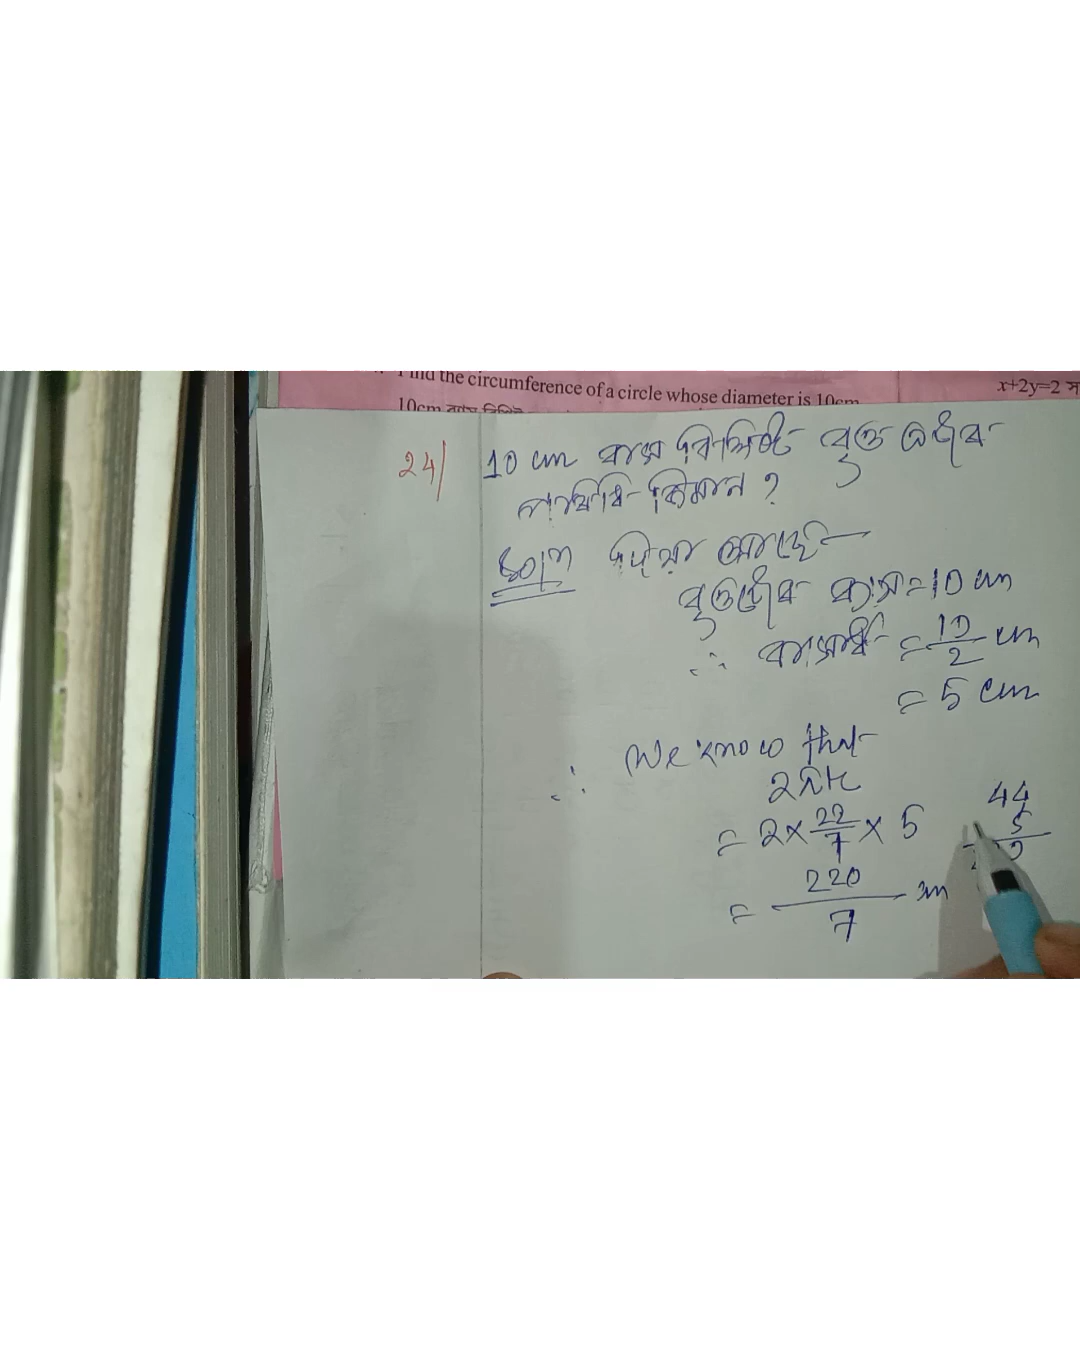 Find the circumference of a circle whose diameter is 10cm
x+2y=2
10cm ব্যাস বিশিষ্ট
24| 10 cm ব্যাস বিশিষ্ট বৃত্ত এটাৰ
পৰিধি কিমান ?
দিয়া আছে—
বৃত্তটোৰ ব্যাস = 10 cm
∴ ব্যাসাৰ্ধ = 10/2 cm
= 5 cm
∴ We know that
2πr
= 2 × 22/7 × 5
44
5
= 220/7 cm